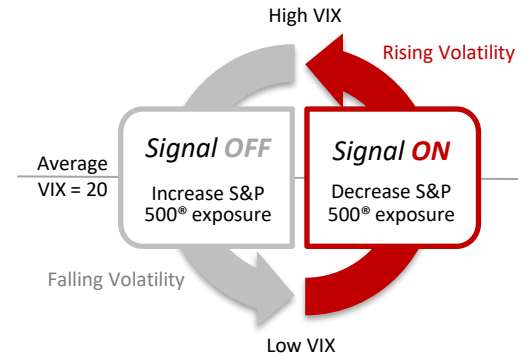 High VIX
Rising Volatility
Signal OFF
Signal ON
Average
VIX = 20
Increase S&P
500® exposure
Decrease S&P
500® exposure
Falling Volatility
Low VIX